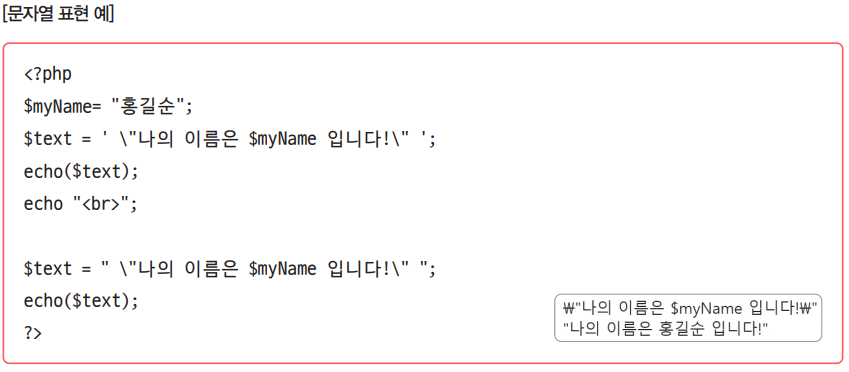 [문자열 표현 예]
<?php
$myName= "홍길순";
$text = ' \"나의 이름은 $myName 입니다!\" ';
echo($text);
echo "<br>";
$text = " \"나의 이름은 $myName 입니다!\" ";
echo($text);
?>
₩"나의 이름은 $myName 입니다!₩"
"나의 이름은 홍길순 입니다!"